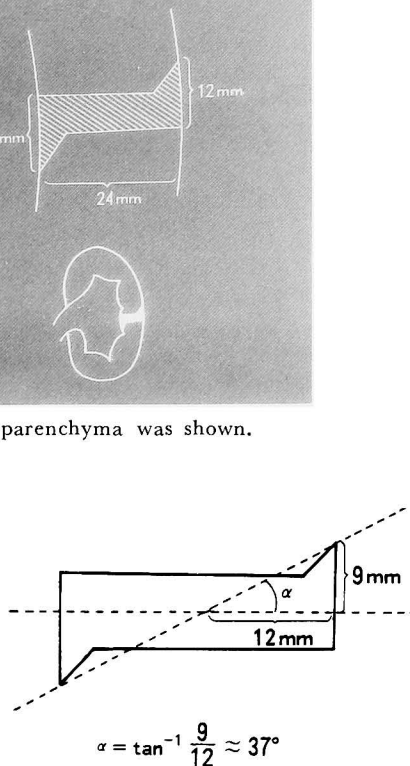 12mm
mm
24mm
parenchyma was shown.
α
9mm
12mm
α = tan⁻¹ 9/12 ≈ 37°